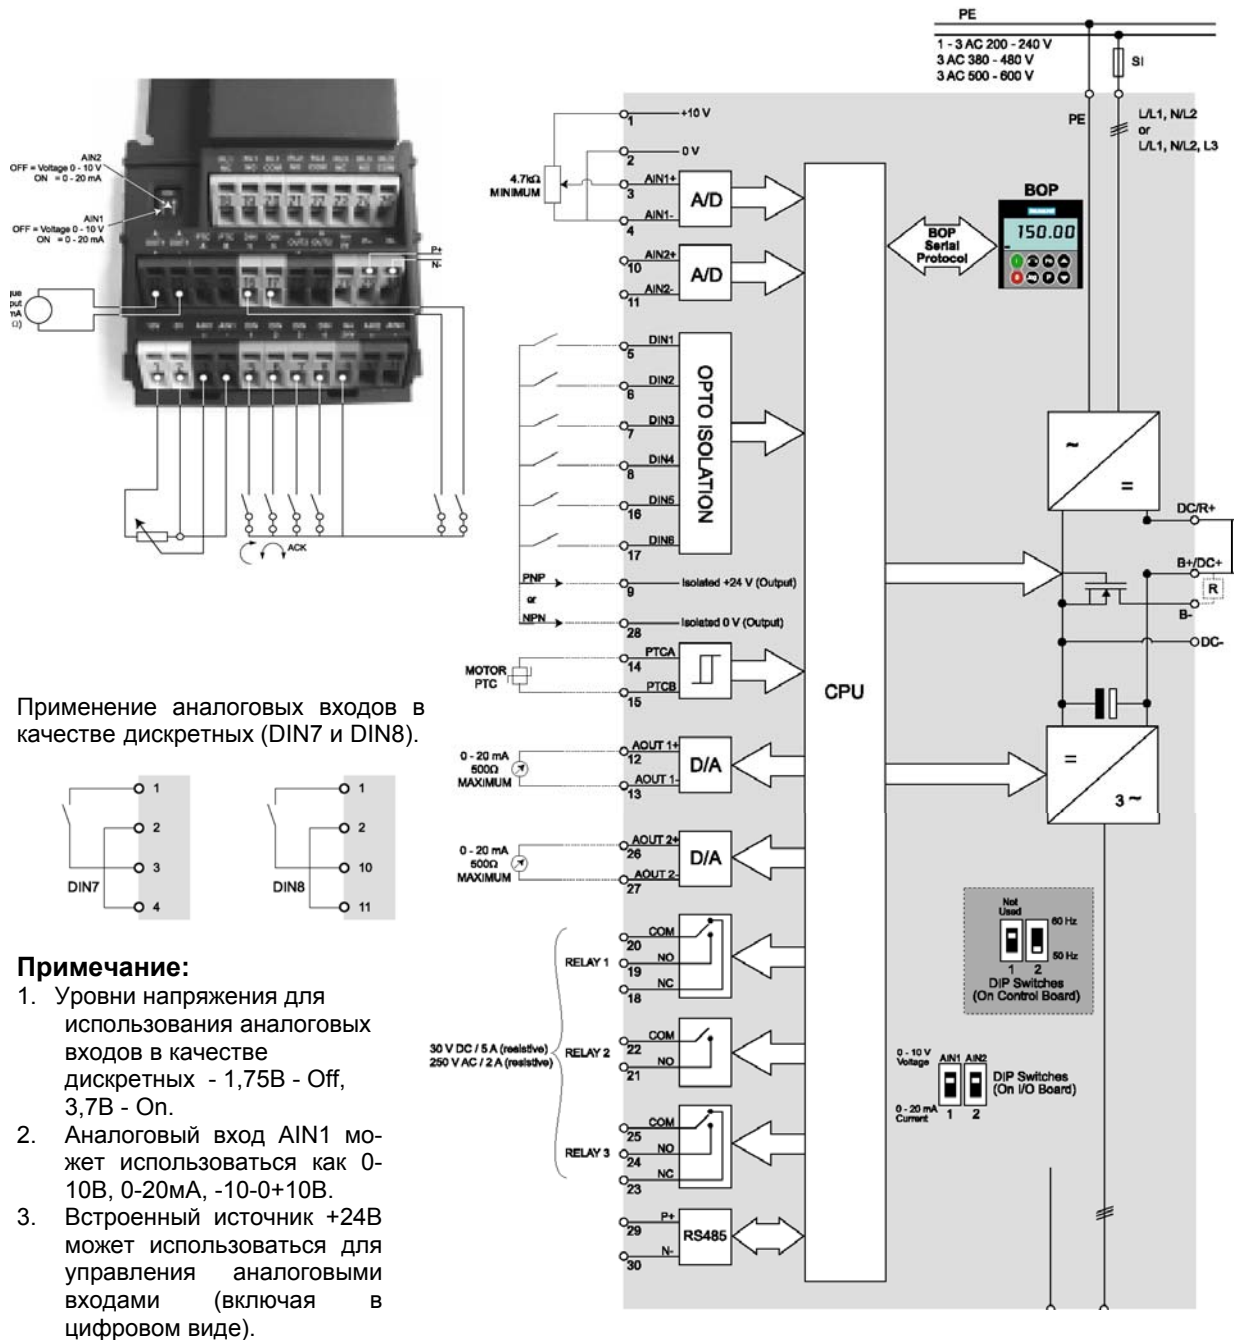 PE
1 - 3 AC 200 - 240 V
3 AC 380 - 480 V
3 AC 500 - 600 V
SI
PE
L/L1, N/L2
or
L/L1, N/L2, L3
AIN2
OFF = Voltage 0 - 10 V
ON = 0 - 20 mA
AIN1
OFF = Voltage 0 - 10 V
ON = 0 - 20 mA
P+
N-
ACK
+10 V
1
0 V
2
4.7kΩ
MINIMUM
AIN1+
3
AIN1-
4
A/D
AIN2+
10
AIN2-
11
A/D
BOP
SIEMENS
150.00
BOP
Serial
Protocol
DIN1
5
DIN2
6
DIN3
7
DIN4
8
DIN5
16
DIN6
17
OPTO ISOLATION
PNP
or
NPN
9
Isolated +24 V (Output)
28
Isolated 0 V (Output)
MOTOR
PTC
PTCA
14
PTCB
15
CPU
~
=
DC/R+
B+/DC+
R
B-
DC-
0 - 20 mA
500Ω
MAXIMUM
AOUT 1+
12
AOUT 1-
13
D/A
0 - 20 mA
500Ω
MAXIMUM
AOUT 2+
26
AOUT 2-
27
D/A
=
3 ~
RELAY 1
COM
20
NO
19
NC
18
30 V DC / 5 A (resistive)
250 V AC / 2 A (resistive)
RELAY 2
COM
22
NO
21
RELAY 3
COM
25
NO
24
NC
23
P+
29
N-
30
RS485
Not
Used
60 Hz
50 Hz
1 2
DIP Switches
(On Control Board)
0 - 10 V
Voltage
AIN1 AIN2
0 - 20 mA
Current
1 2
DIP Switches
(On I/O Board)
Применение аналоговых входов в
качестве дискретных (DIN7 и DIN8).
1
2
3
4
DIN7
1
2
10
11
DIN8
Примечание:
1. Уровни напряжения для
использования аналоговых
входов в качестве
дискретных - 1,75В - Off,
3,7В - On.
2. Аналоговый вход AIN1 мо-
жет использоваться как 0-
10В, 0-20мА, -10-0+10В.
3. Встроенный источник +24В
может использоваться для
управления аналоговыми
входами (включая в
цифровом виде).